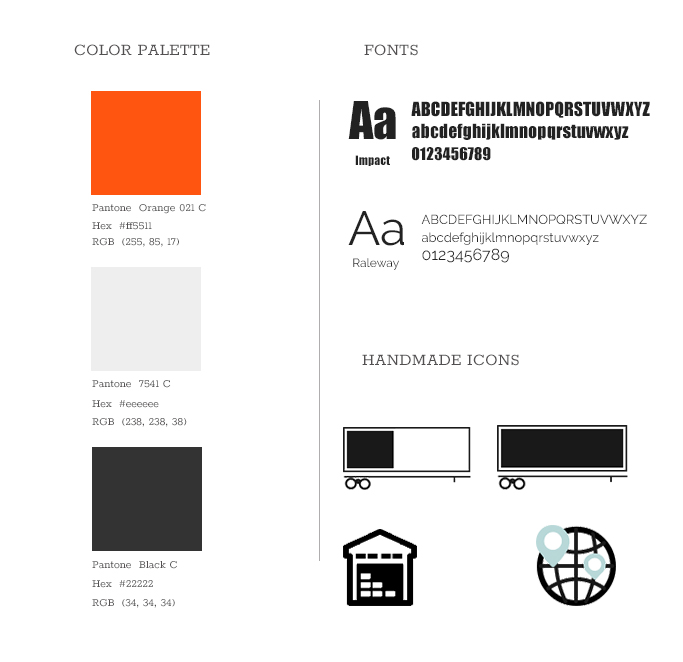 COLOR PALETTE
Pantone Orange 021 C
Hex #ff5511
RGB (255, 85, 17)
Pantone 7541 C
Hex #eeeeee
RGB (238, 238, 38)
Pantone Black C
Hex #22222
RGB (34, 34, 34)
FONTS
Aa
Impact
ABCDEFGHIJKLMNOPQRSTUVWXYZ
abcdefghijklmnopqrstuvwxyz
0123456789
Aa
Raleway
ABCDEFGHIJKLMNOPQRSTUVWXYZ
abcdefghijklmnopqrstuvwxyz
0123456789
HANDMADE ICONS